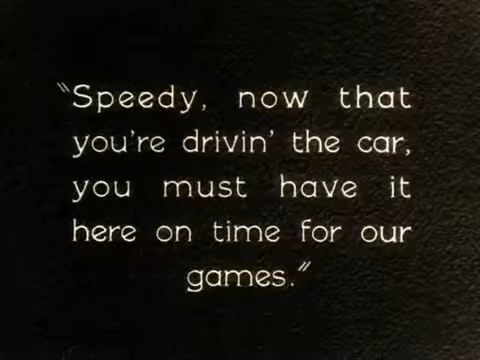 "Speedy, now that
you're drivin' the car,
you must have it
here on time for our
games."